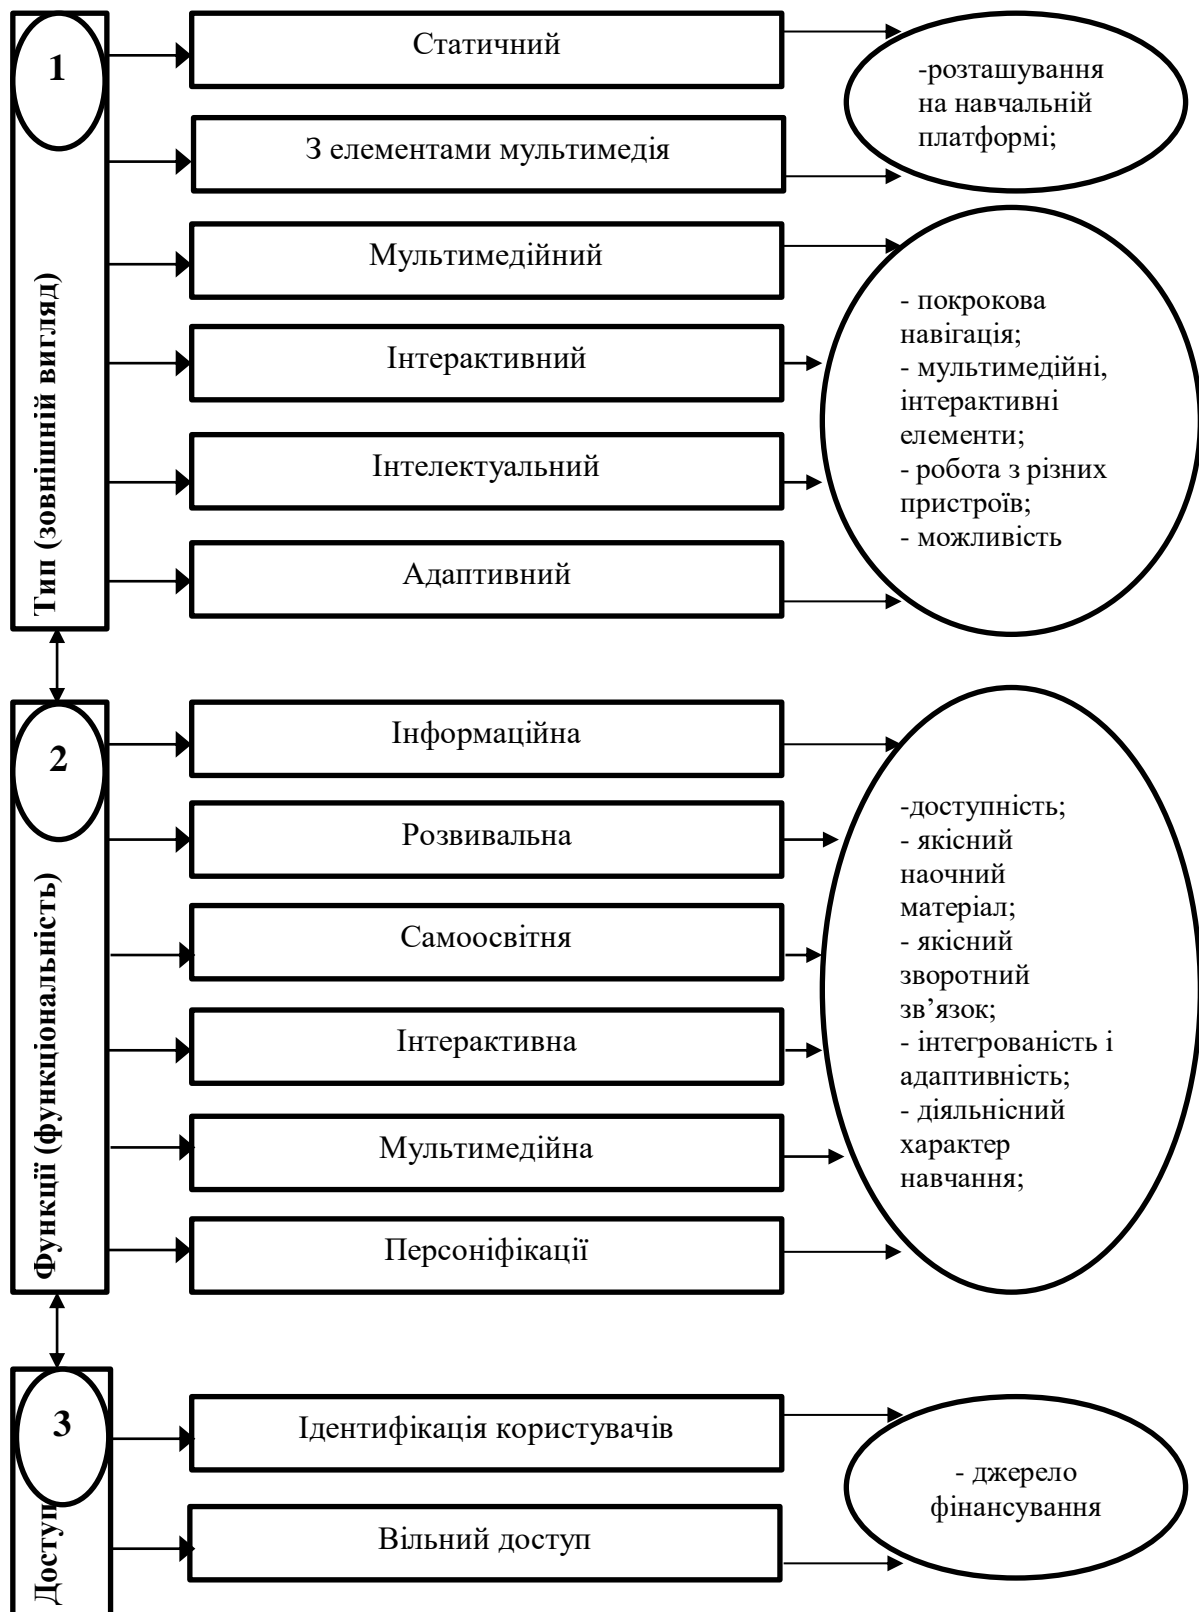 1
Тип (зовнішній вигляд)
Статичний
З елементами мультимедія
-розташування
на навчальній
платформі;
Мультимедійний
Інтерактивний
Інтелектуальний
Адаптивний
- покрокова
навігація;
- мультимедійні,
інтерактивні
елементи;
- робота з різних
пристроїв;
- можливість
2
Функції (функціональність)
Інформаційна
Розвивальна
Самоосвітня
Інтерактивна
Мультимедійна
Персоніфікації
-доступність;
- якісний
наочний
матеріал;
- якісний
зворотний
зв’язок;
- інтегрованість і
адаптивність;
- діяльнісний
характер
навчання;
3
Доступ
Ідентифікація користувачів
Вільний доступ
- джерело
фінансування